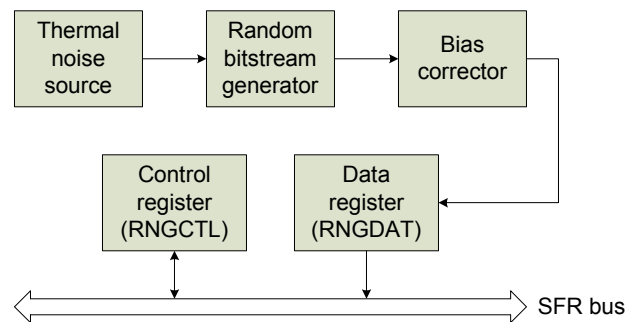 Thermal
noise
source
Random
bitstream
generator
Bias
corrector
Control
register
(RNGCTL)
Data
register
(RNGDAT)
SFR bus